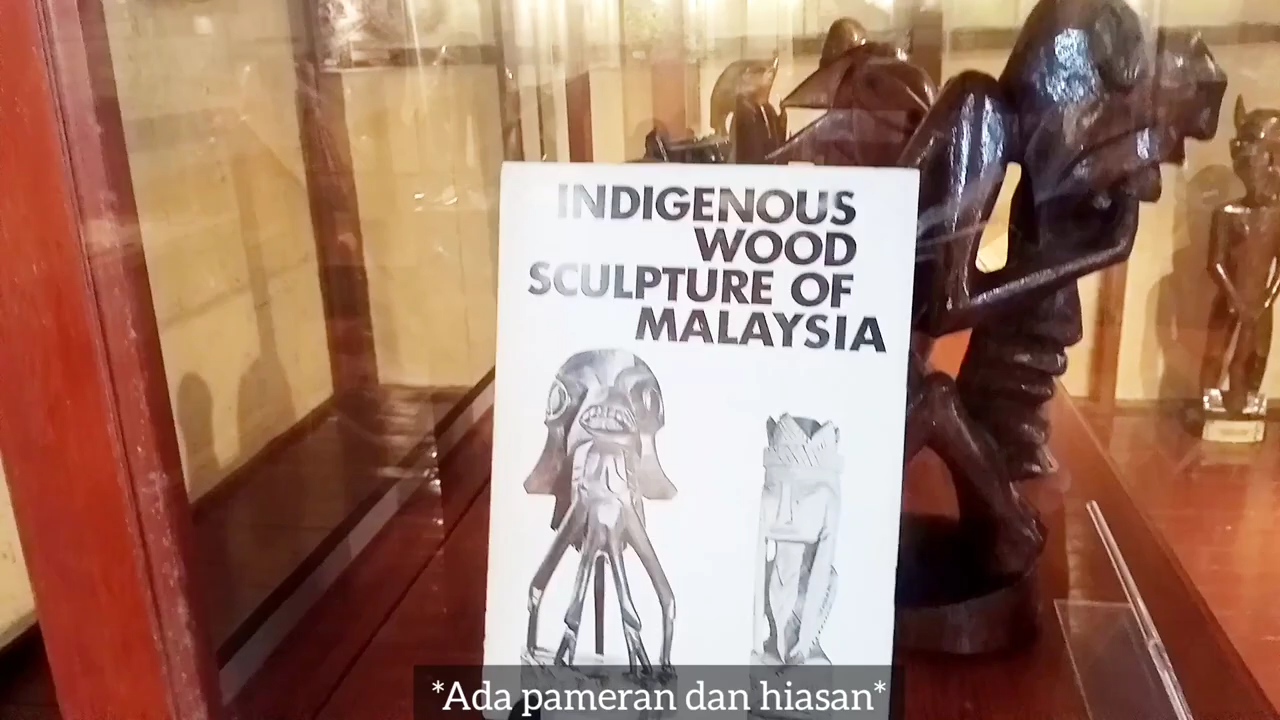 INDIGENOUS
WOOD
SCULPTURE OF
MALAYSIA
*Ada pameran dan hiasan*